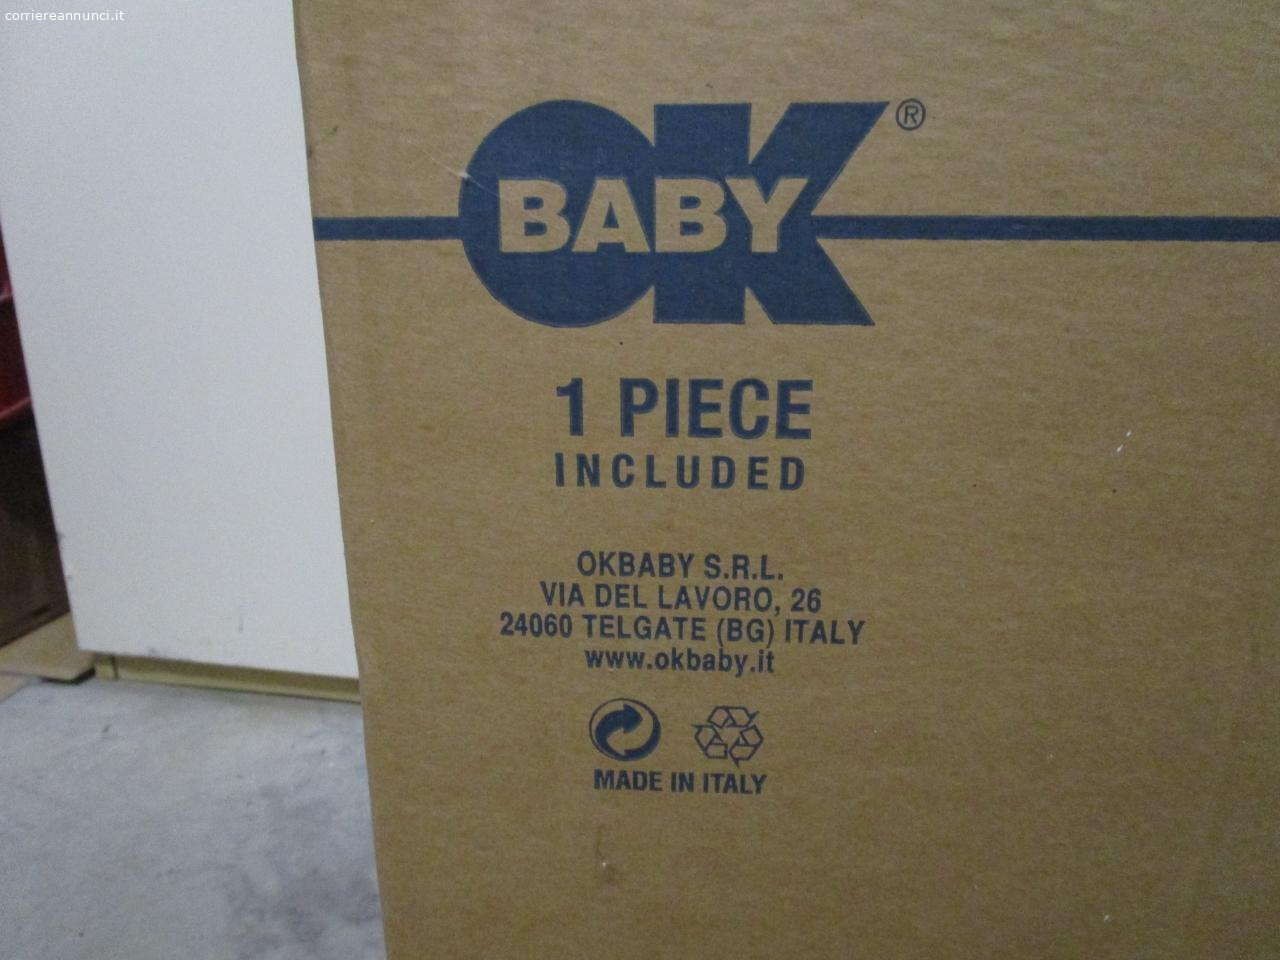 corriereannunci.it
OK ®
BABY
1 PIECE
INCLUDED
OKBABY S.R.L.
VIA DEL LAVORO, 26
24060 TELGATE (BG) ITALY
www.okbaby.it
MADE IN ITALY